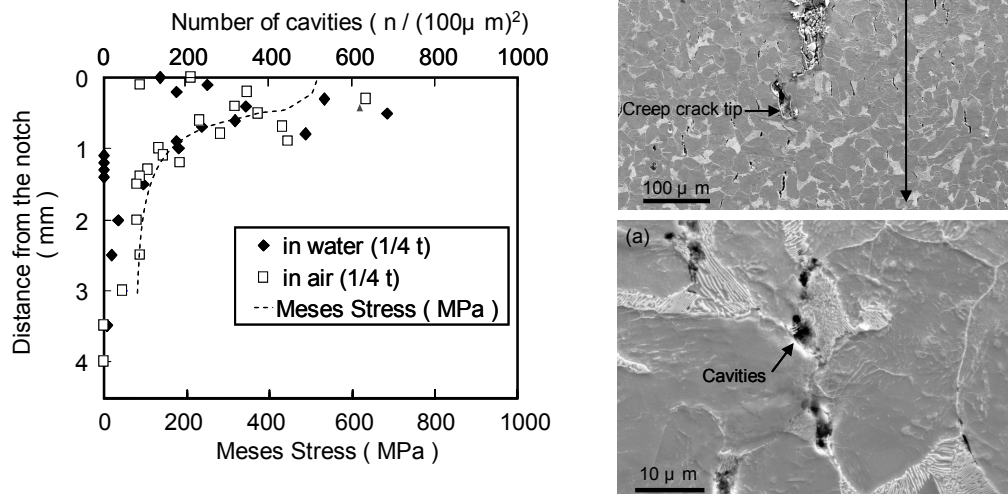 Number of cavities ( n / (100μ m)²)
0 200 400 600 800 1000
0
1
2
3
4
Distance from the notch
( mm )
in water (1/4 t)
in air (1/4 t)
Meses Stress ( MPa )
0 200 400 600 800 1000
Meses Stress ( MPa )
Creep crack tip
100 μ m
(a)
Cavities
10 μ m